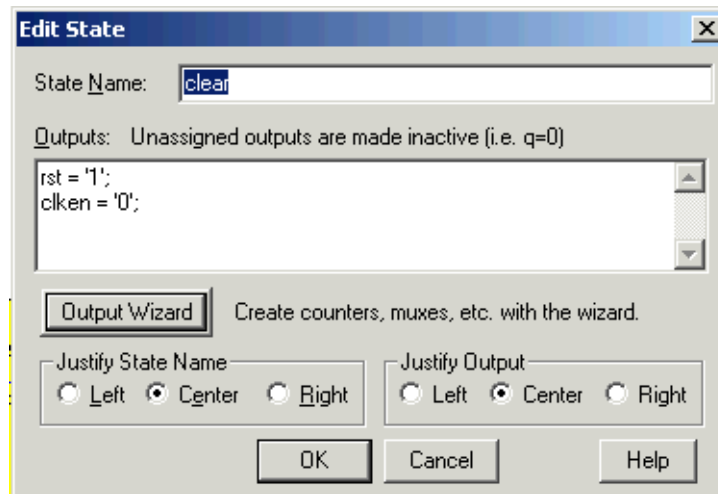 Edit State
State Name: clear
Outputs: Unassigned outputs are made inactive (i.e. q=0)
rst = '1';
clken = '0';
Output Wizard Create counters, muxes, etc. with the wizard.
Justify State Name Justify Output
Left Center Right Left Center Right
OK Cancel Help